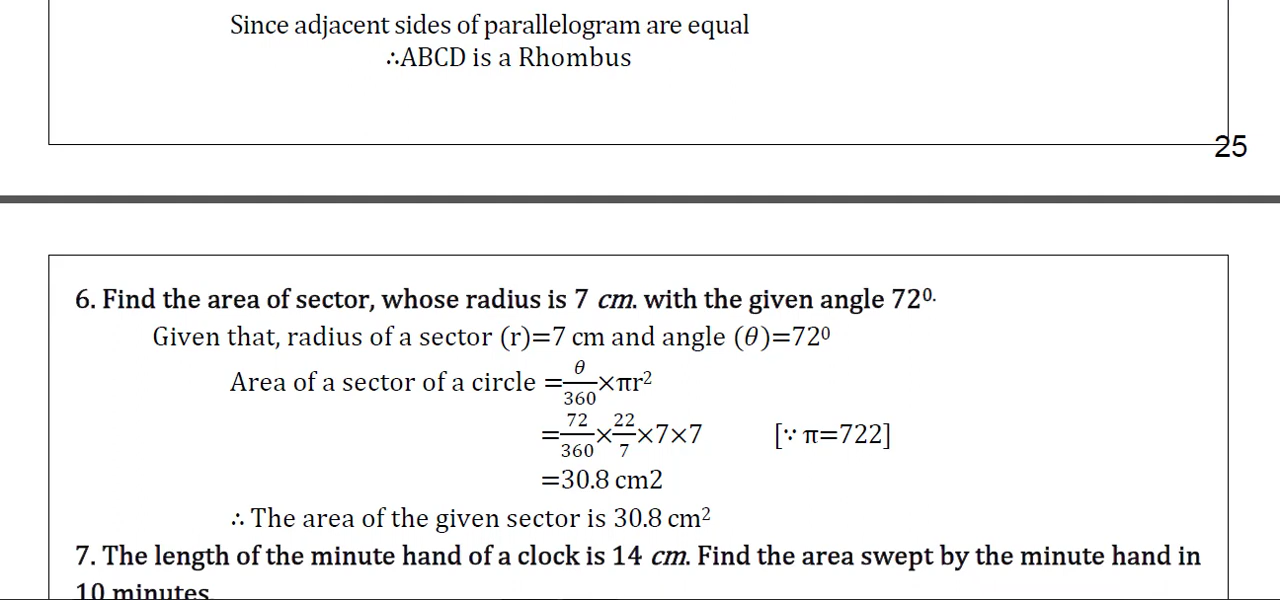 Since adjacent sides of parallelogram are equal
∴ABCD is a Rhombus
25
6. Find the area of sector, whose radius is 7 cm. with the given angle 72⁰.
Given that, radius of a sector (r)=7 cm and angle (θ)=72⁰
Area of a sector of a circle =θ/360×πr²
=72/360×22/7×7×7 [∵ π=722]
=30.8 cm2
∴ The area of the given sector is 30.8 cm²
7. The length of the minute hand of a clock is 14 cm. Find the area swept by the minute hand in
10 minutes